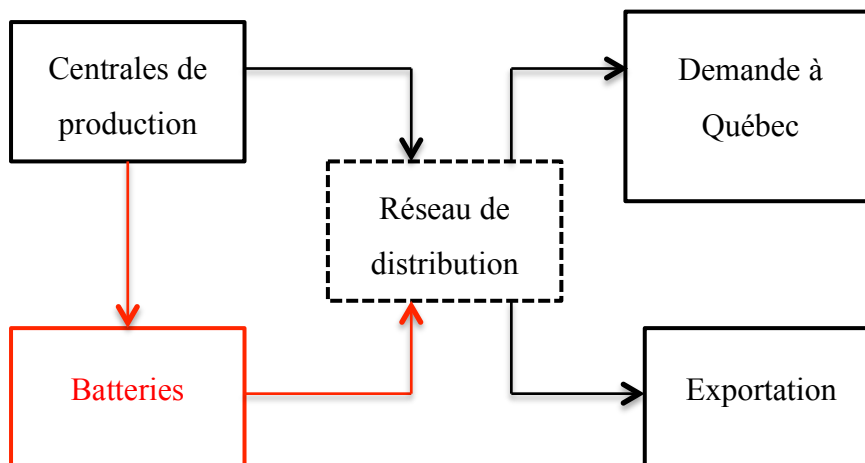 Centrales de
production
Demande à
Québec
Réseau de
distribution
Batteries
Exportation